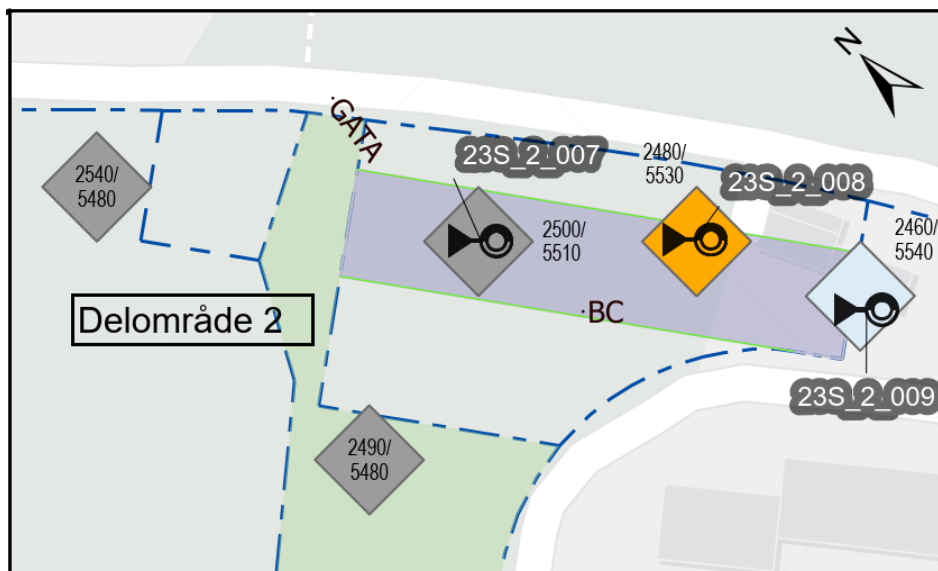 N
GATA
23S_2_007
2480/
5530
23S_2_008
2540/
5480
2500/
5510
2460/
5540
Delområde 2
BC
23S_2_009
2490/
5480